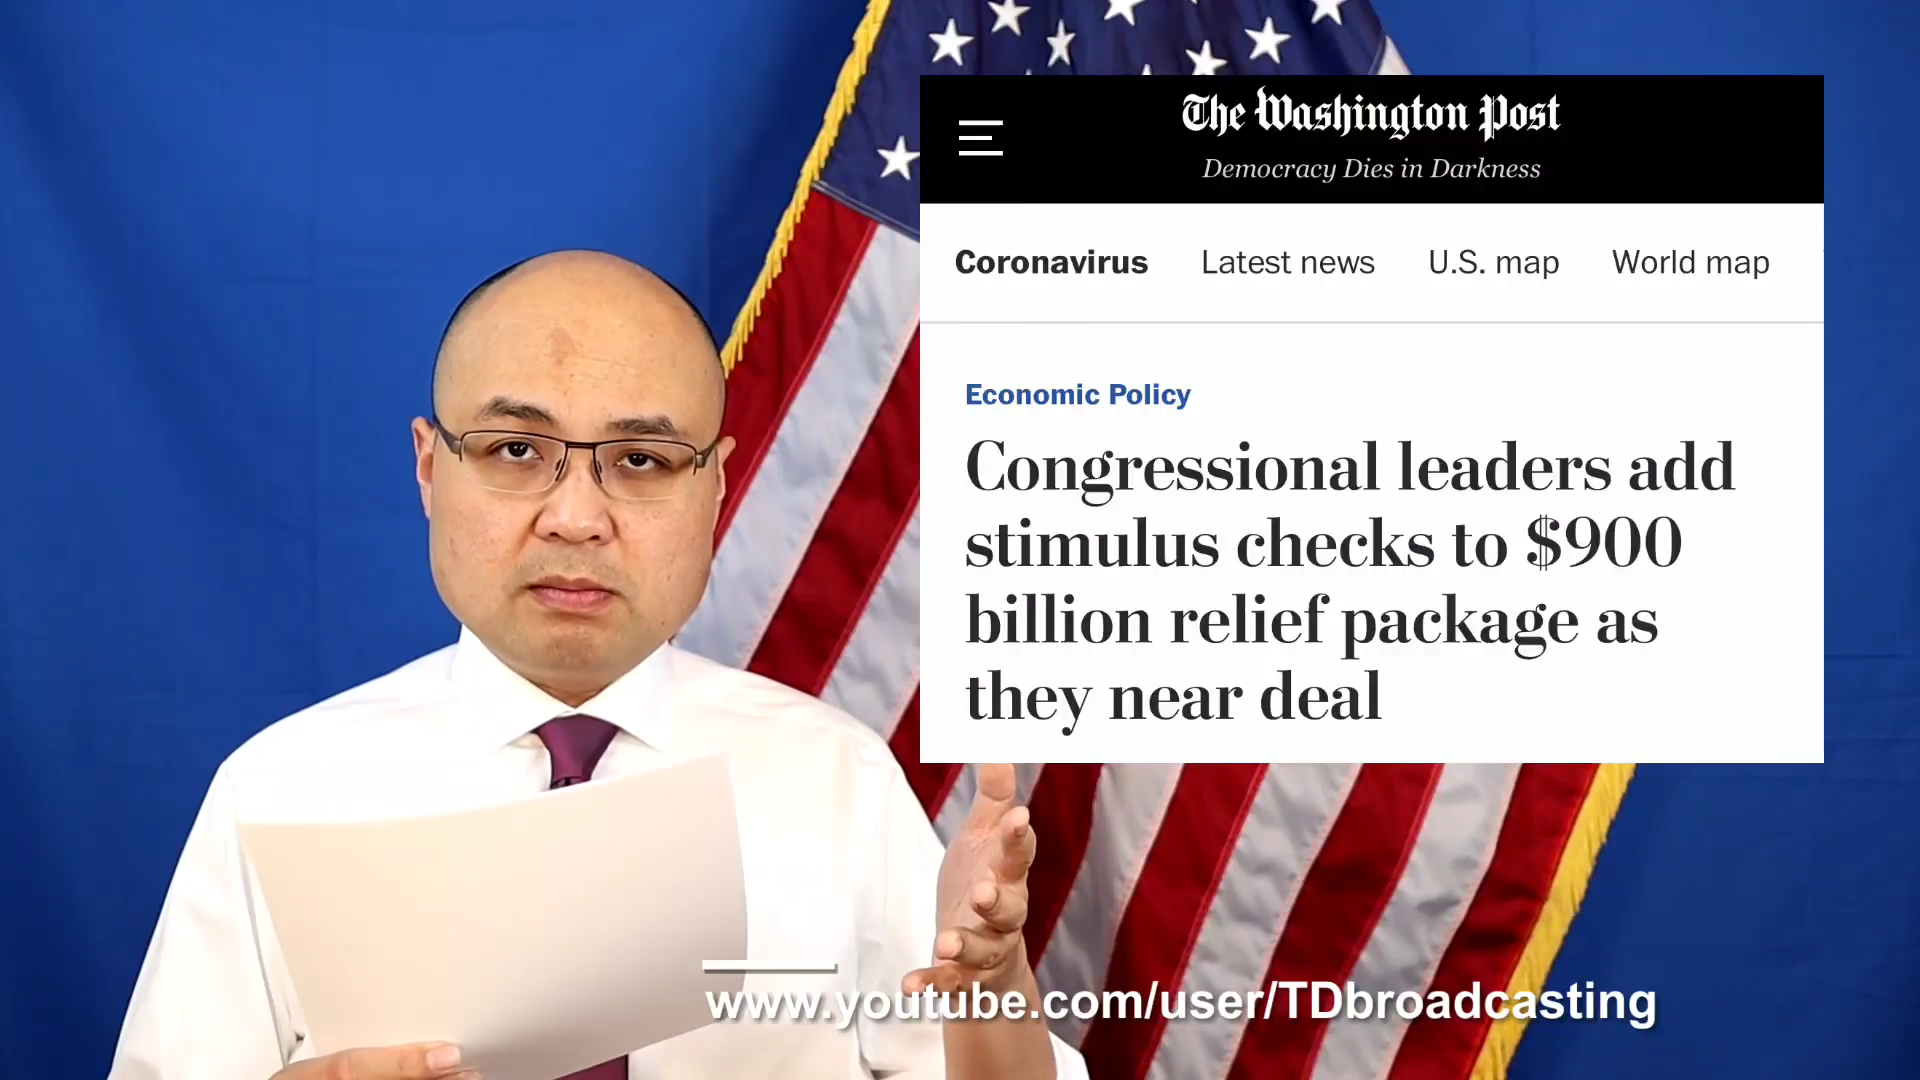 The Washington Post
Democracy Dies in Darkness
Coronavirus Latest news U.S. map World map
Economic Policy
Congressional leaders add
stimulus checks to $900
billion relief package as
they near deal
www.youtube.com/user/TDbroadcasting